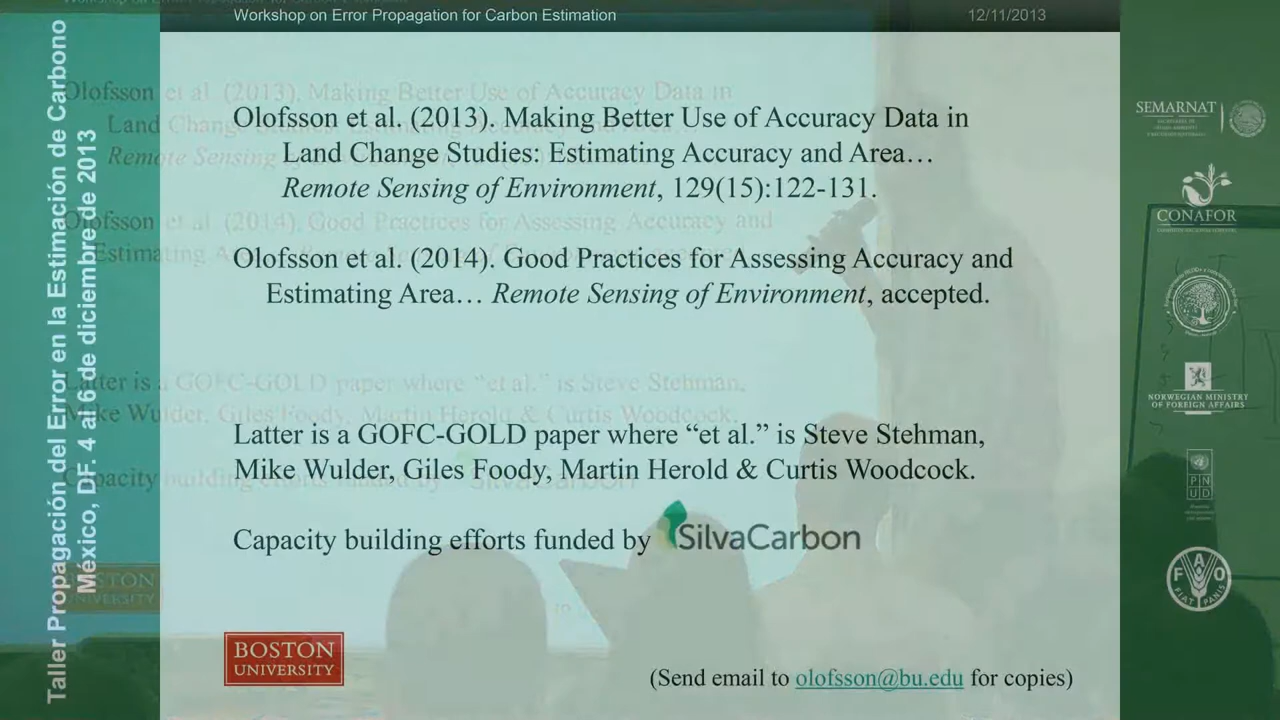 Workshop on Error Propagation for Carbon Estimation 12/11/2013
Taller Propagación del Error en la Estimación de Carbono
México, DF. 4 al 6 de diciembre de 2013
Olofsson et al. (2013). Making Better Use of Accuracy Data in
Land Change Studies: Estimating Accuracy and Area…
Remote Sensing of Environment, 129(15):122-131.
Olofsson et al. (2014). Good Practices for Assessing Accuracy and
Estimating Area… Remote Sensing of Environment, accepted.
Latter is a GOFC-GOLD paper where “et al.” is Steve Stehman,
Mike Wulder, Giles Foody, Martin Herold & Curtis Woodcock.
Capacity building efforts funded by SilvaCarbon
BOSTON
UNIVERSITY
(Send email to olofsson@bu.edu for copies)
SEMARNAT
CONAFOR
NORWEGIAN MINISTRY
OF FOREIGN AFFAIRS
P N
U D
F A O
FIAT PANIS